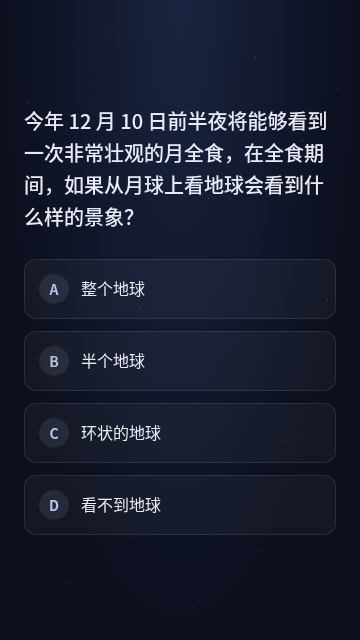 今年 12 月 10 日前半夜将能够看到
一次非常壮观的月全食，在全食期
间，如果从月球上看地球会看到什
么样的景象？
A 整个地球
B 半个地球
C 环状的地球
D 看不到地球